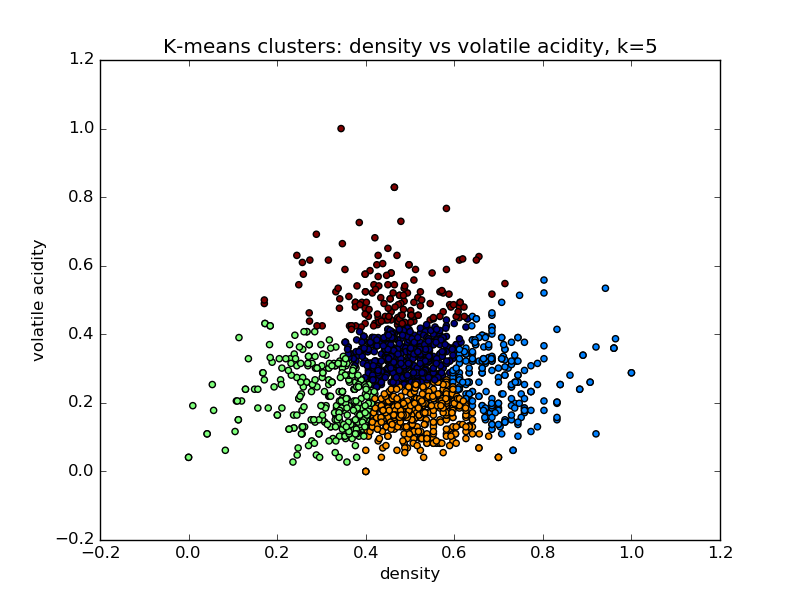 K-means clusters: density vs volatile acidity, k=5
1.2
1.0
0.8
0.6
0.4
0.2
0.0
−0.2
volatile acidity
−0.2 0.0 0.2 0.4 0.6 0.8 1.0 1.2
density